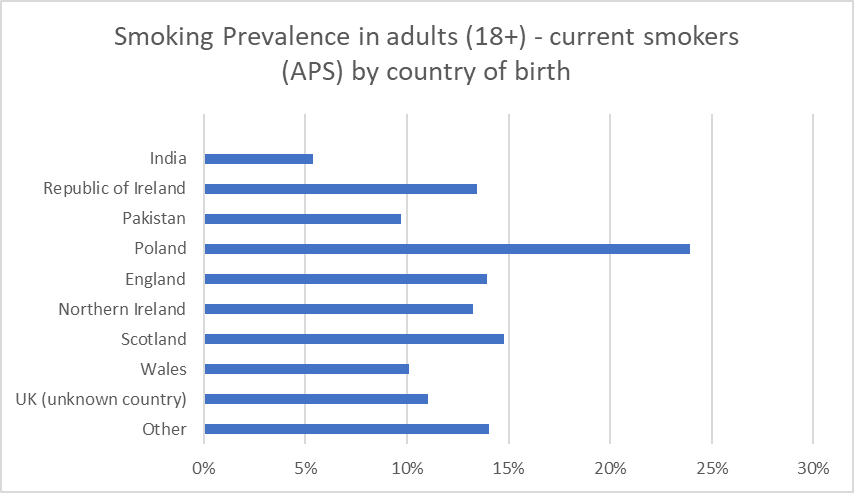 Smoking Prevalence in adults (18+) - current smokers
(APS) by country of birth
India
Republic of Ireland
Pakistan
Poland
England
Northern Ireland
Scotland
Wales
UK (unknown country)
Other
0% 5% 10% 15% 20% 25% 30%